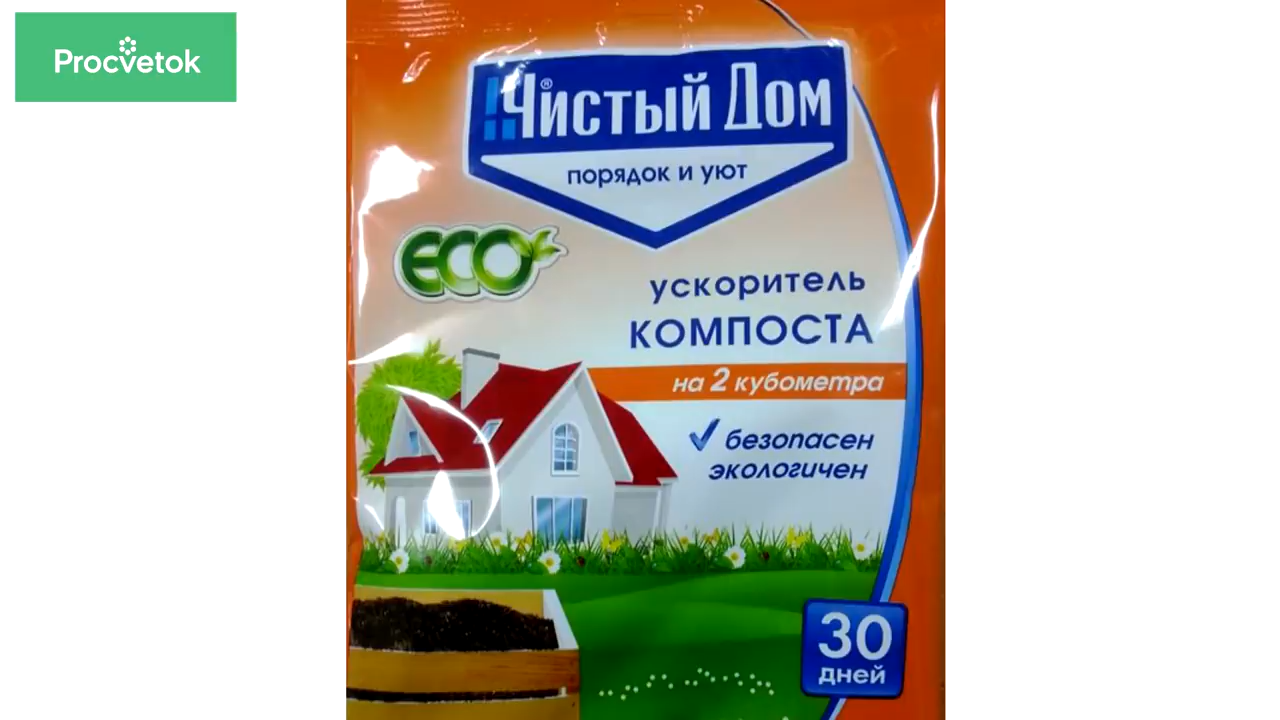 Procvetok
Чистый Дом
®
порядок и уют
ECO
ускоритель
КОМПОСТА
на 2 кубометра
безопасен
экологичен
30
дней